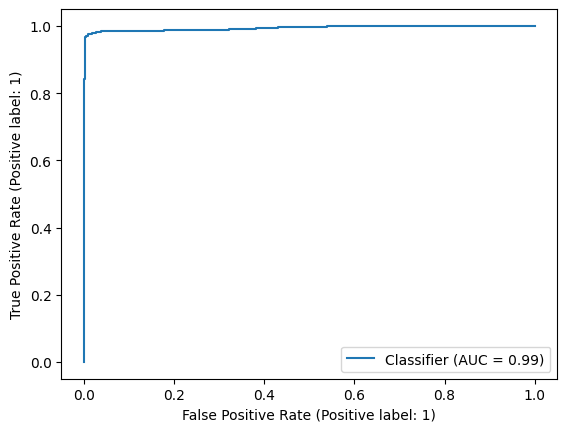 1.0
0.8
0.6
0.4
0.2
0.0
True Positive Rate (Positive label: 1)
Classifier (AUC = 0.99)
0.0 0.2 0.4 0.6 0.8 1.0
False Positive Rate (Positive label: 1)